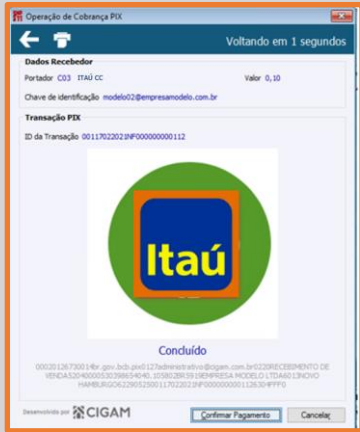 Operação de Cobrança PIX
Voltando em 1 segundos
Dados Recebedor
Portador C03 ITAÚ CC Valor 0,10
Chave de identificação modelo02@empresamodelo.com.br
Transação PIX
ID da Transação 00117022021NF000000000112
Itaú
Concluído
VENDA5204000053039865404
HAMBURGO62290525001170220
Desenvolvido por CIGAM
Confirmar Pagamento Cancelar